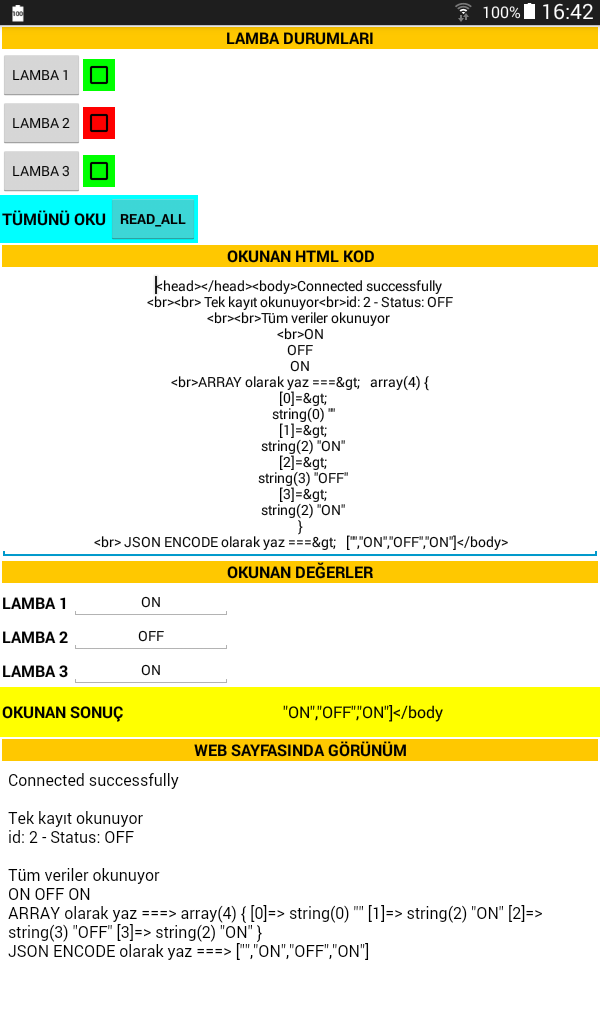 100
100% 16:42
LAMBA DURUMLARI
LAMBA 1
LAMBA 2
LAMBA 3
TÜMÜNÜ OKU READ_ALL
OKUNAN HTML KOD
<head></head><body>Connected successfully
<br><br> Tek kayıt okunuyor<br>id: 2 - Status: OFF
<br><br>Tüm veriler okunuyor
<br>ON
OFF
ON
<br>ARRAY olarak yaz ===&gt;   array(4) {
[0]=&gt;
string(0) ""
[1]=&gt;
string(2) "ON"
[2]=&gt;
string(3) "OFF"
[3]=&gt;
string(2) "ON"
}
<br> JSON ENCODE olarak yaz ===&gt;   ["","ON","OFF","ON"]</body>
OKUNAN DEĞERLER
LAMBA 1 ON
LAMBA 2 OFF
LAMBA 3 ON
OKUNAN SONUÇ "ON","OFF","ON"]</body
WEB SAYFASINDA GÖRÜNÜM
Connected successfully
Tek kayıt okunuyor
id: 2 - Status: OFF
Tüm veriler okunuyor
ON OFF ON
ARRAY olarak yaz ===> array(4) { [0]=> string(0) "" [1]=> string(2) "ON" [2]=>
string(3) "OFF" [3]=> string(2) "ON" }
JSON ENCODE olarak yaz ===> ["","ON","OFF","ON"]